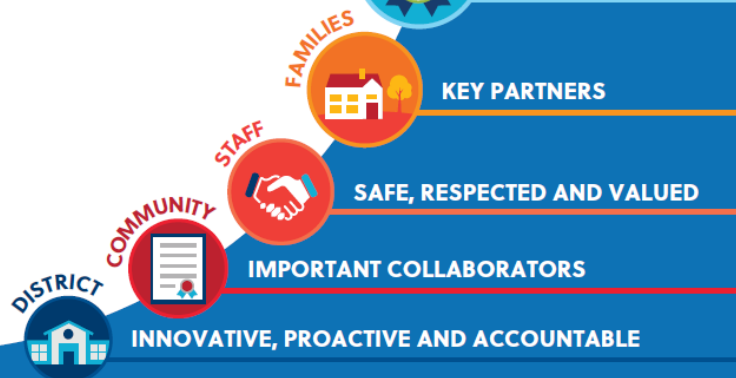 FAMILIES
KEY PARTNERS
STAFF
SAFE, RESPECTED AND VALUED
COMMUNITY
IMPORTANT COLLABORATORS
DISTRICT
INNOVATIVE, PROACTIVE AND ACCOUNTABLE